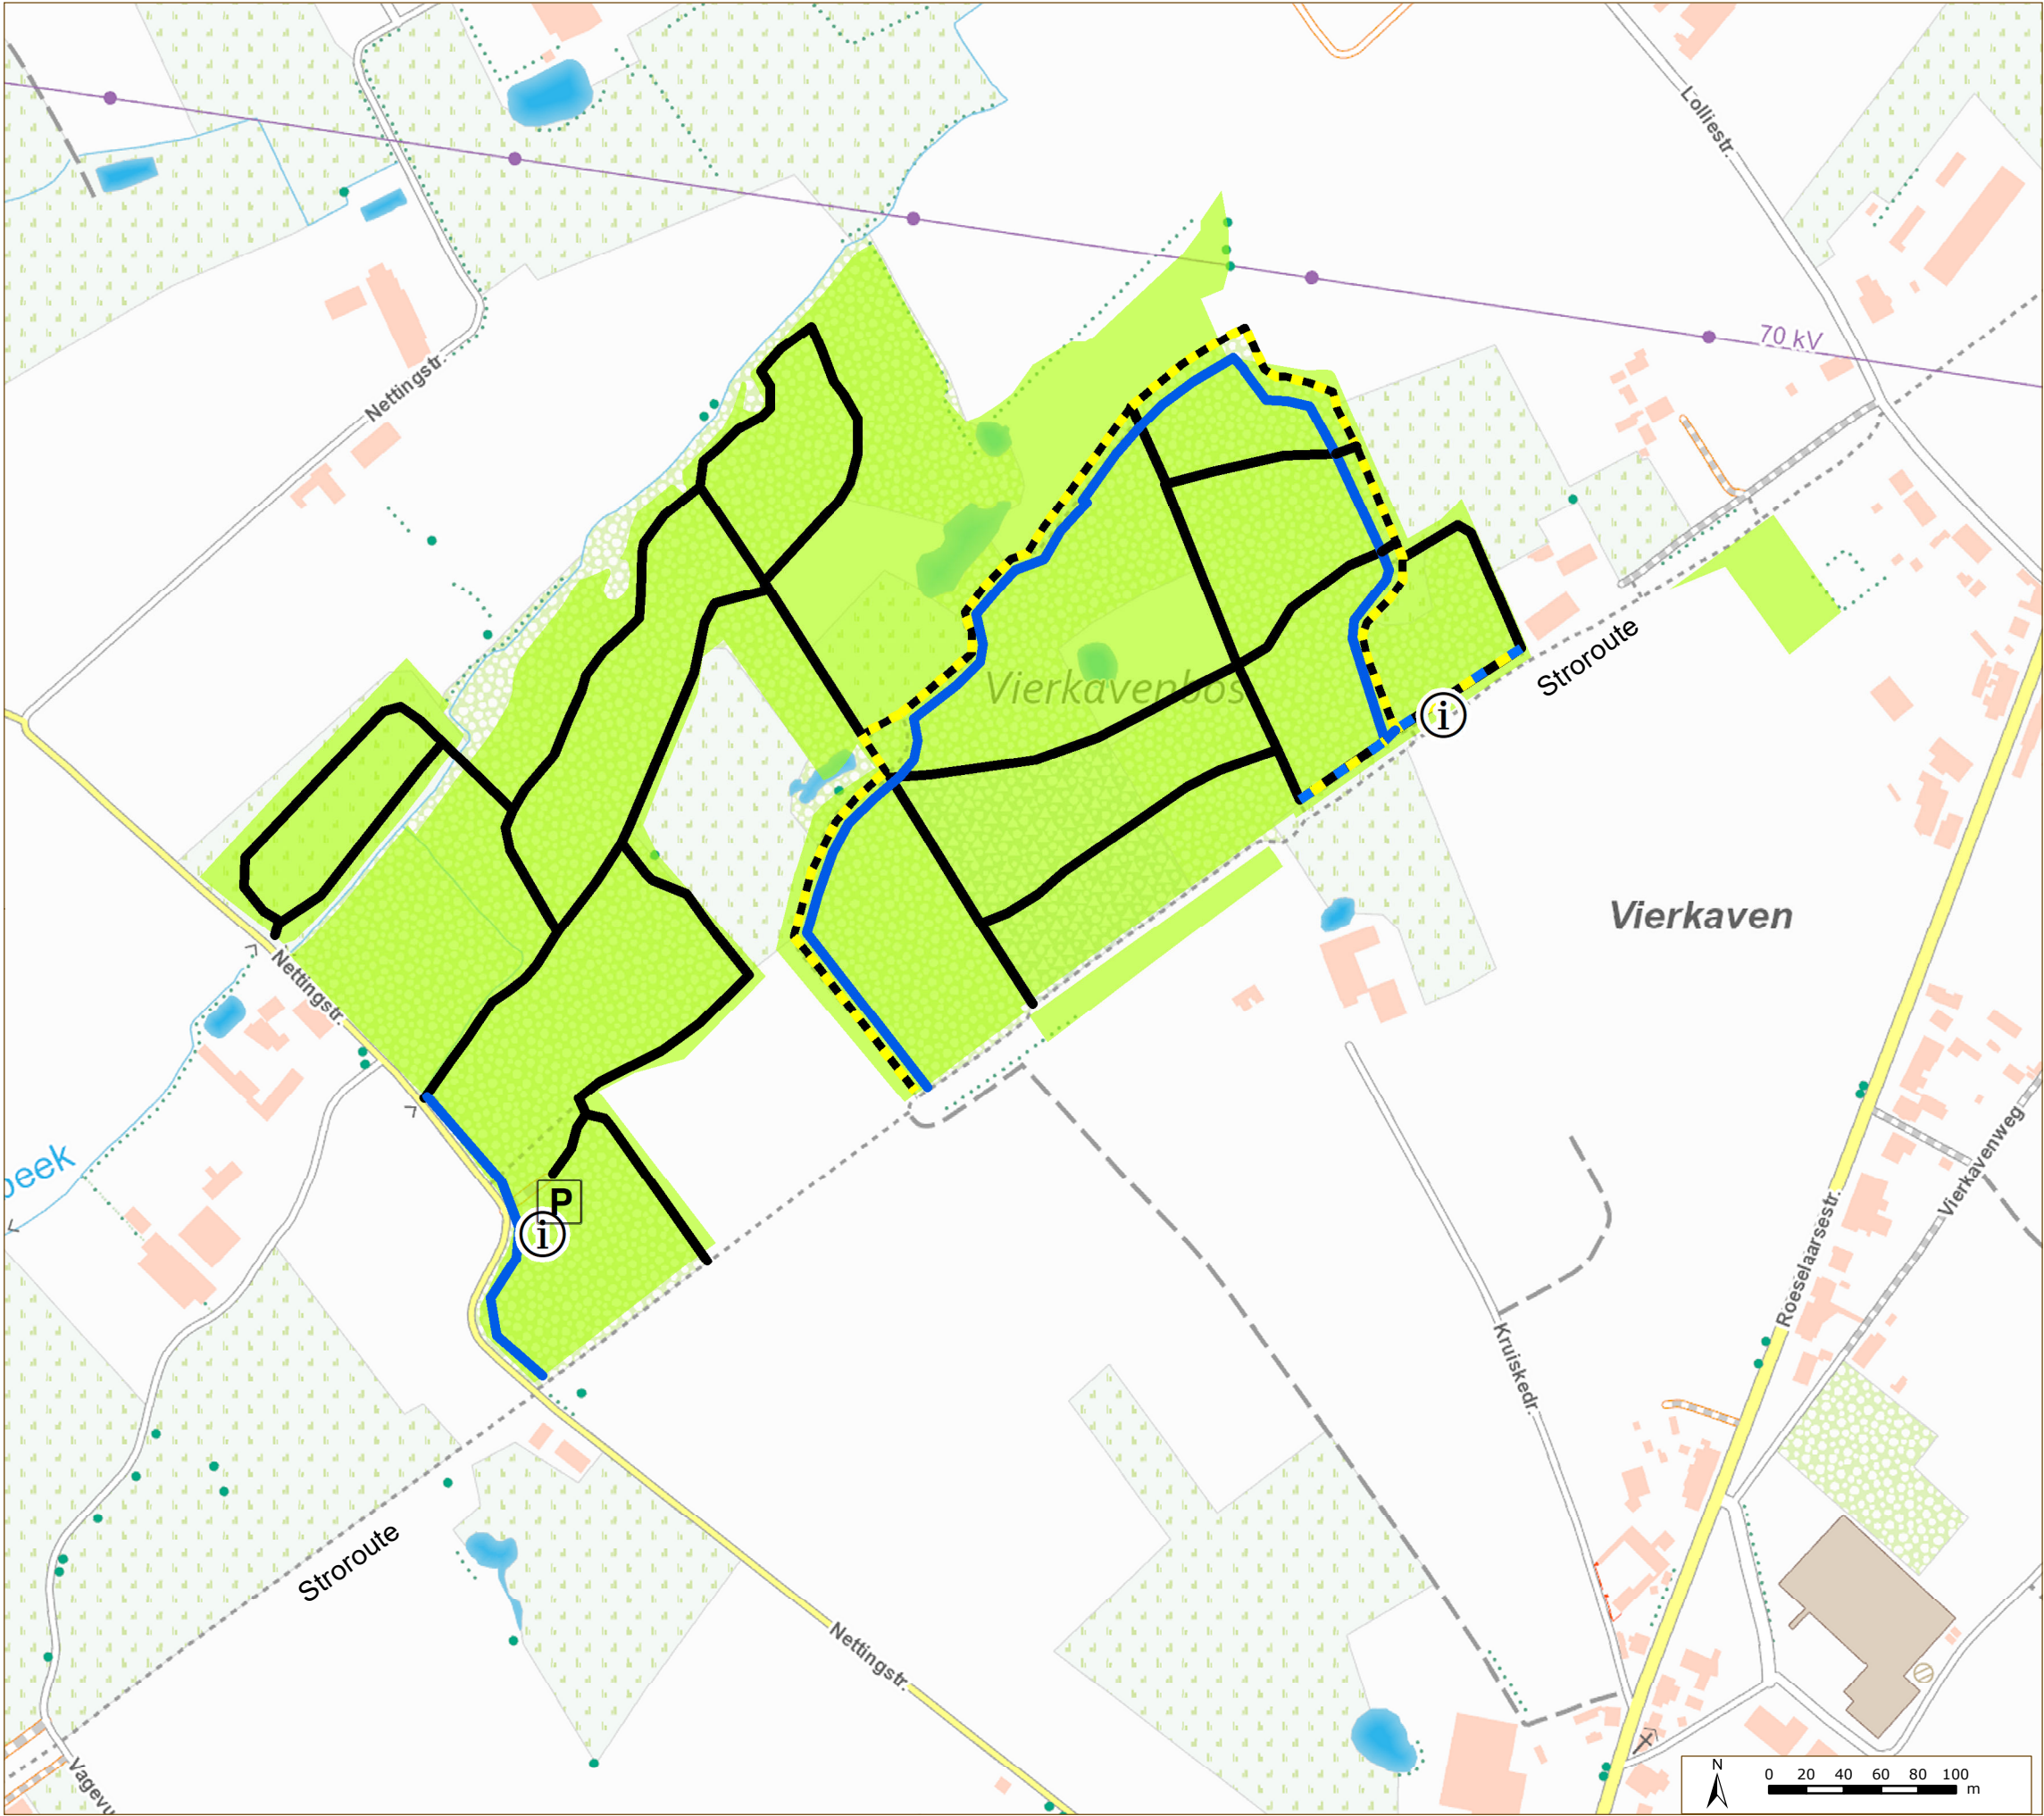 Lolliestr.
70 kV
Nettingstr.
Stroroute
Vierkavenbos
i
Vierkaven
Nettingstr.
beek
Vierkavenweg
P
i
Roeselaarsestr.
Kruiskedr.
Stroroute
Nettingstr.
N
0 20 40 60 80 100
m